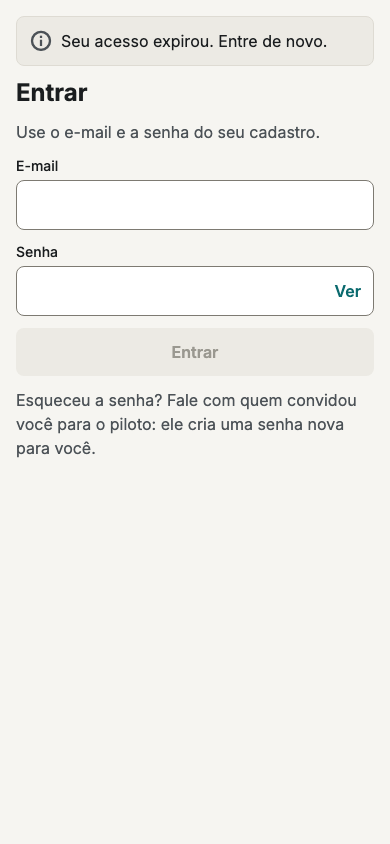 Seu acesso expirou. Entre de novo.
Entrar
Use o e-mail e a senha do seu cadastro.
E-mail
Senha
Ver
Entrar
Esqueceu a senha? Fale com quem convidou
você para o piloto: ele cria uma senha nova
para você.